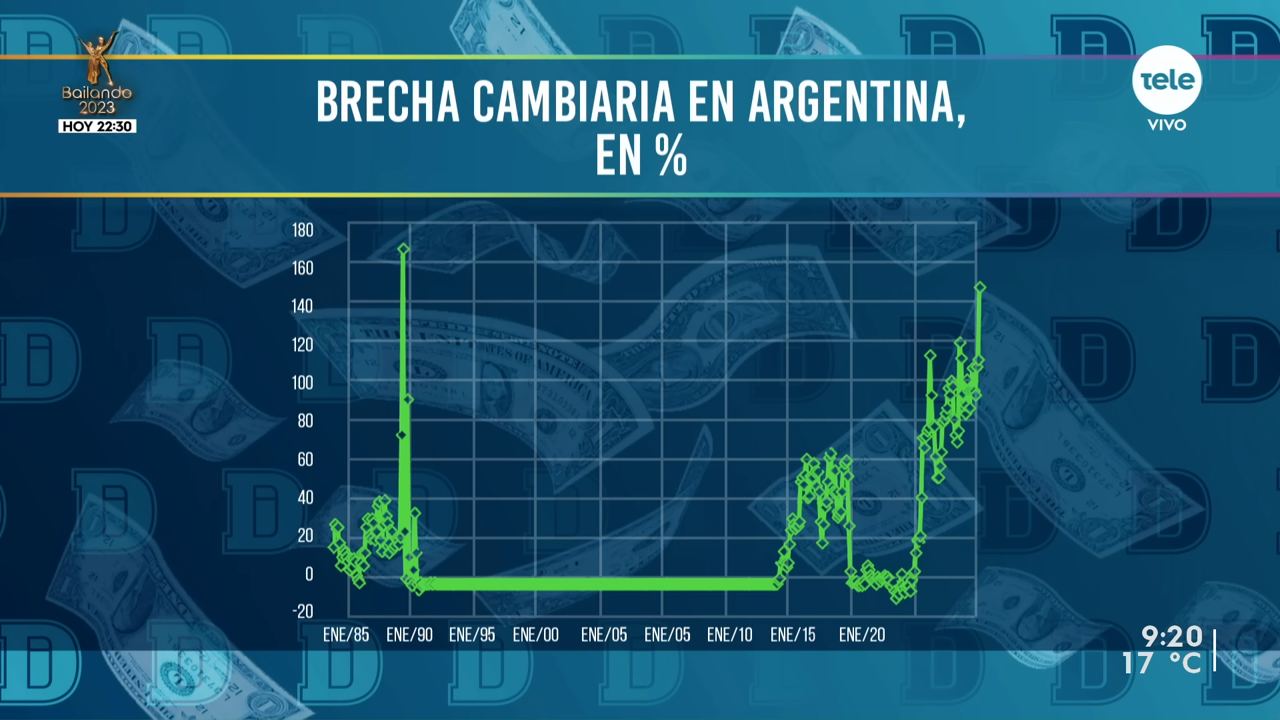 Bailando
2023
HOY 22:30
BRECHA CAMBIARIA EN ARGENTINA,
EN %
tele
VIVO
180
160
140
120
100
80
60
40
20
0
-20
ENE/85 ENE/90 ENE/95 ENE/00 ENE/05 ENE/05 ENE/10 ENE/15 ENE/20
9:20
17 °C